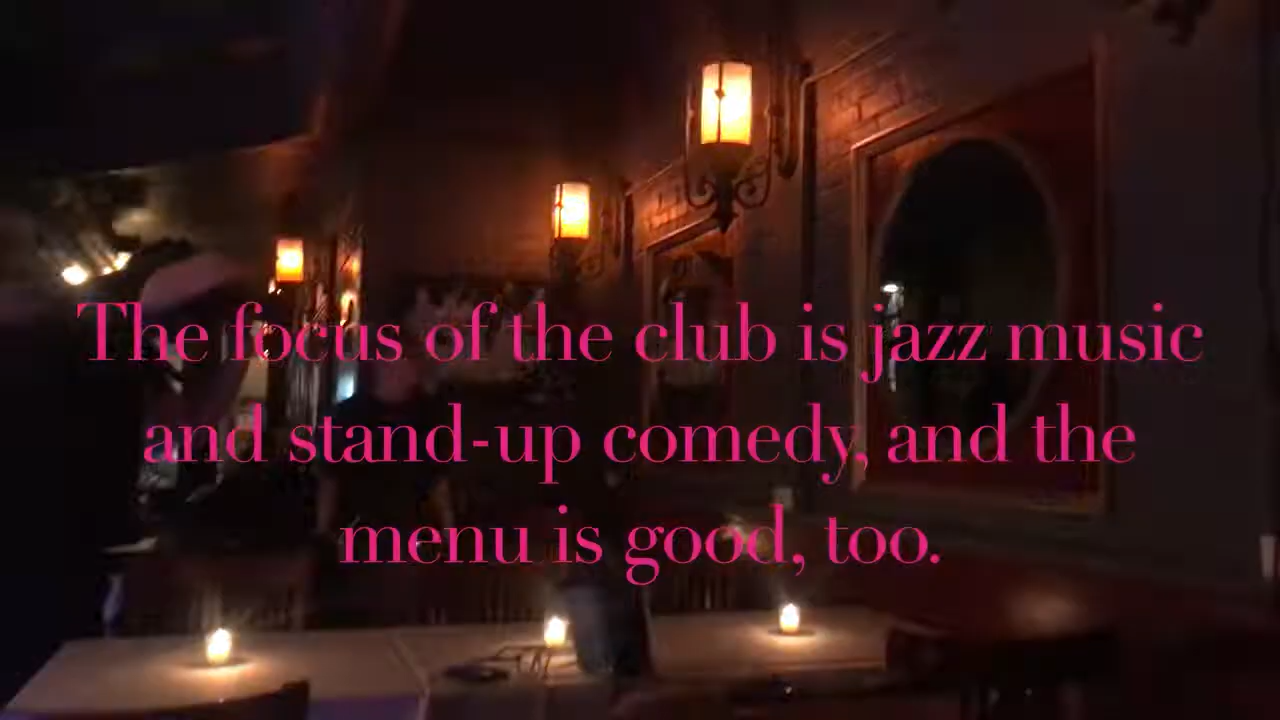 The focus of the club is jazz music
and stand-up comedy, and the
menu is good, too.